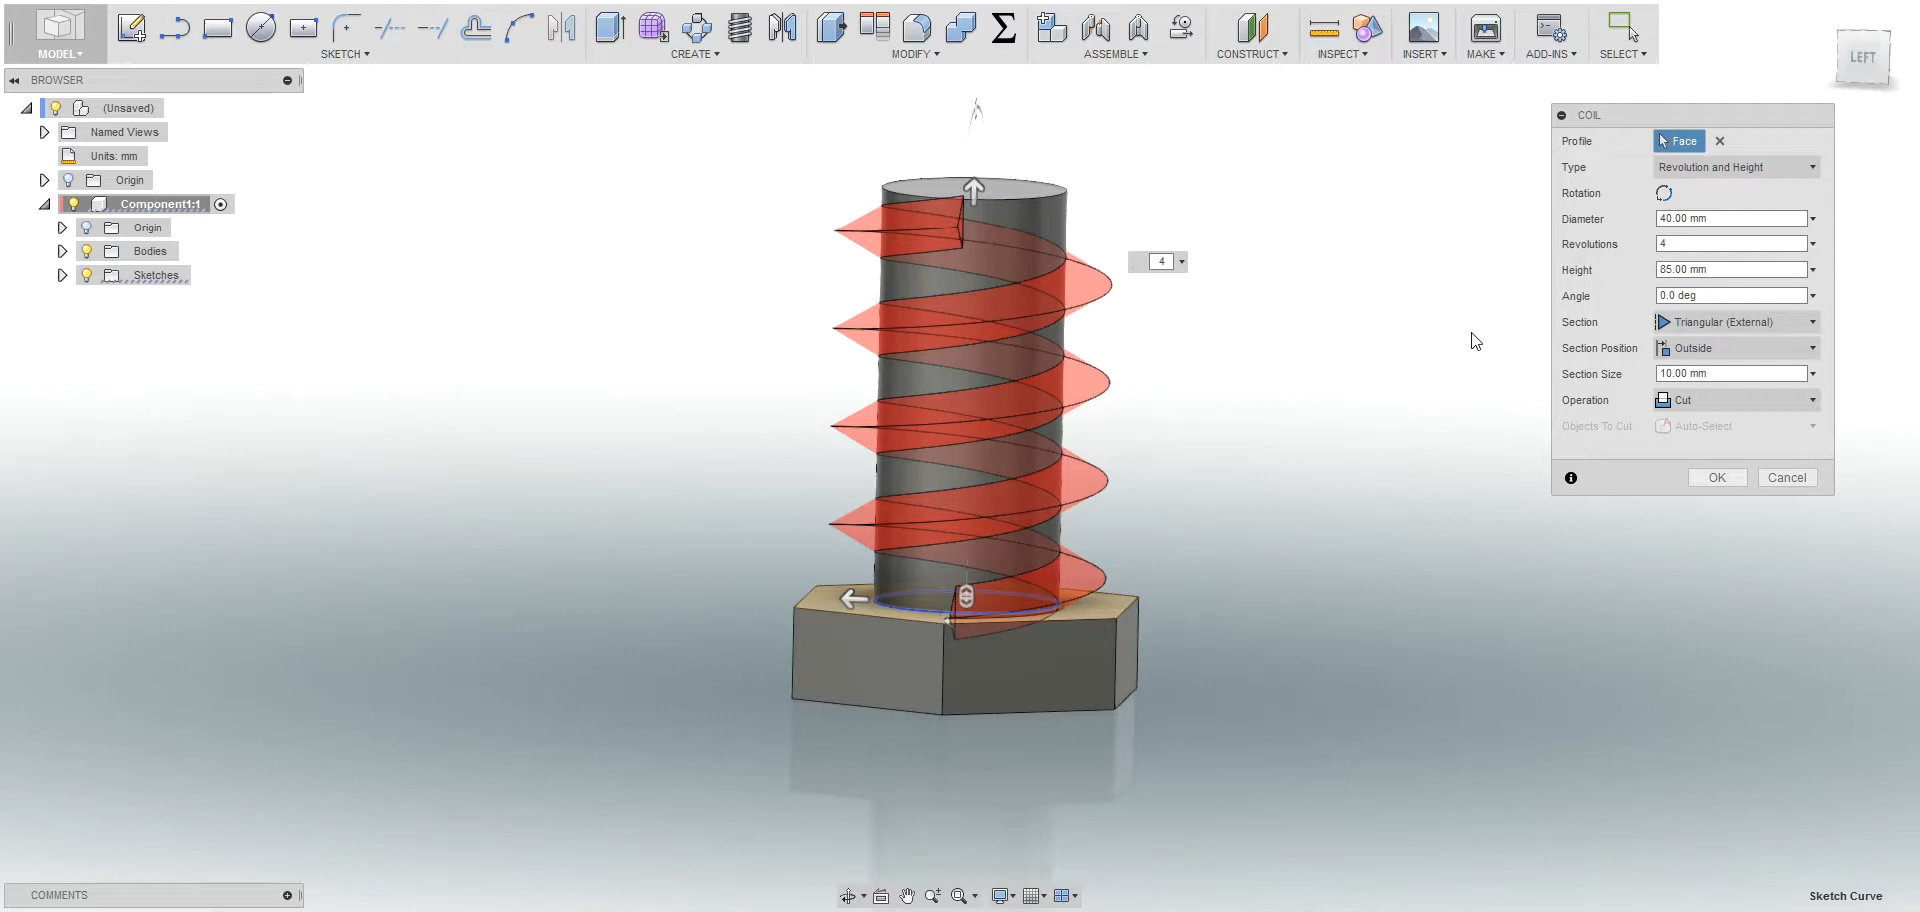 MODEL▾
SKETCH▾
CREATE▾
MODIFY▾
ASSEMBLE▾
CONSTRUCT▾
INSPECT▾
INSERT▾
MAKE▾
ADD-INS▾
SELECT▾
LEFT
BROWSER
(Unsaved)
Named Views
Units: mm
Origin
Component1:1
Origin
Bodies
Sketches
4
COIL
Profile Face
Type Revolution and Height
Rotation
Diameter 40.00 mm
Revolutions 4
Height 85.00 mm
Angle 0.0 deg
Section Triangular (External)
Section Position Outside
Section Size 10.00 mm
Operation Cut
Objects To Cut Auto-Select
OK Cancel
COMMENTS
Sketch Curve